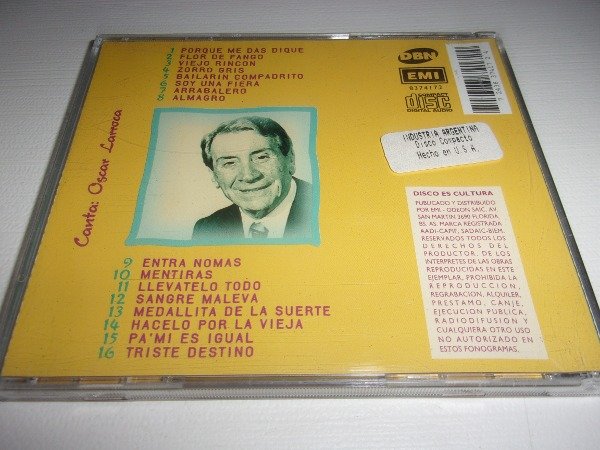 1 PORQUE ME DAS DIQUE
2 FLOR DE FANGO
3 VIEJO RINCON
4 ZORRO GRIS
5 BAILARIN COMPADRITO
6 SOY UNA FIERA
7 ARRABALERO
8 ALMAGRO
Canta: Oscar Larroca
9 ENTRA NOMAS
10 MENTIRAS
11 LLEVATELO TODO
12 SANGRE MALEVA
13 MEDALLITA DE LA SUERTE
14 HACELO POR LA VIEJA
15 PA'MI ES IGUAL
16 TRISTE DESTINO
DBN
EMI
8374172
COMPACT
disc
DIGITAL AUDIO
INDUSTRIA ARGENTINA
Disco Compacto
Hecho en U.S.A.
DISCO ES CULTURA
PUBLICADO Y DISTRIBUIDO
POR EMI - ODEON SAIC. AV.
SAN MARTIN 2690 FLORIDA
BS. AS. MARCA REGISTRADA
AADI-CAPIF, SADAIC-BIEM.
RESERVADOS TODOS LOS
DERECHOS DEL
PRODUCTOR, DE LOS
INTERPRETES DE LAS OBRAS
REPRODUCIDAS EN ESTE
EJEMPLAR, PROHIBIDA LA
REPRODUCCION,
REGRABACION, ALQUILER,
PRESTAMO, CANJE,
EJECUCION PUBLICA,
RADIODIFUSION Y
CUALQUIERA OTRO USO
NO AUTORIZADO EN
ESTOS FONOGRAMAS.